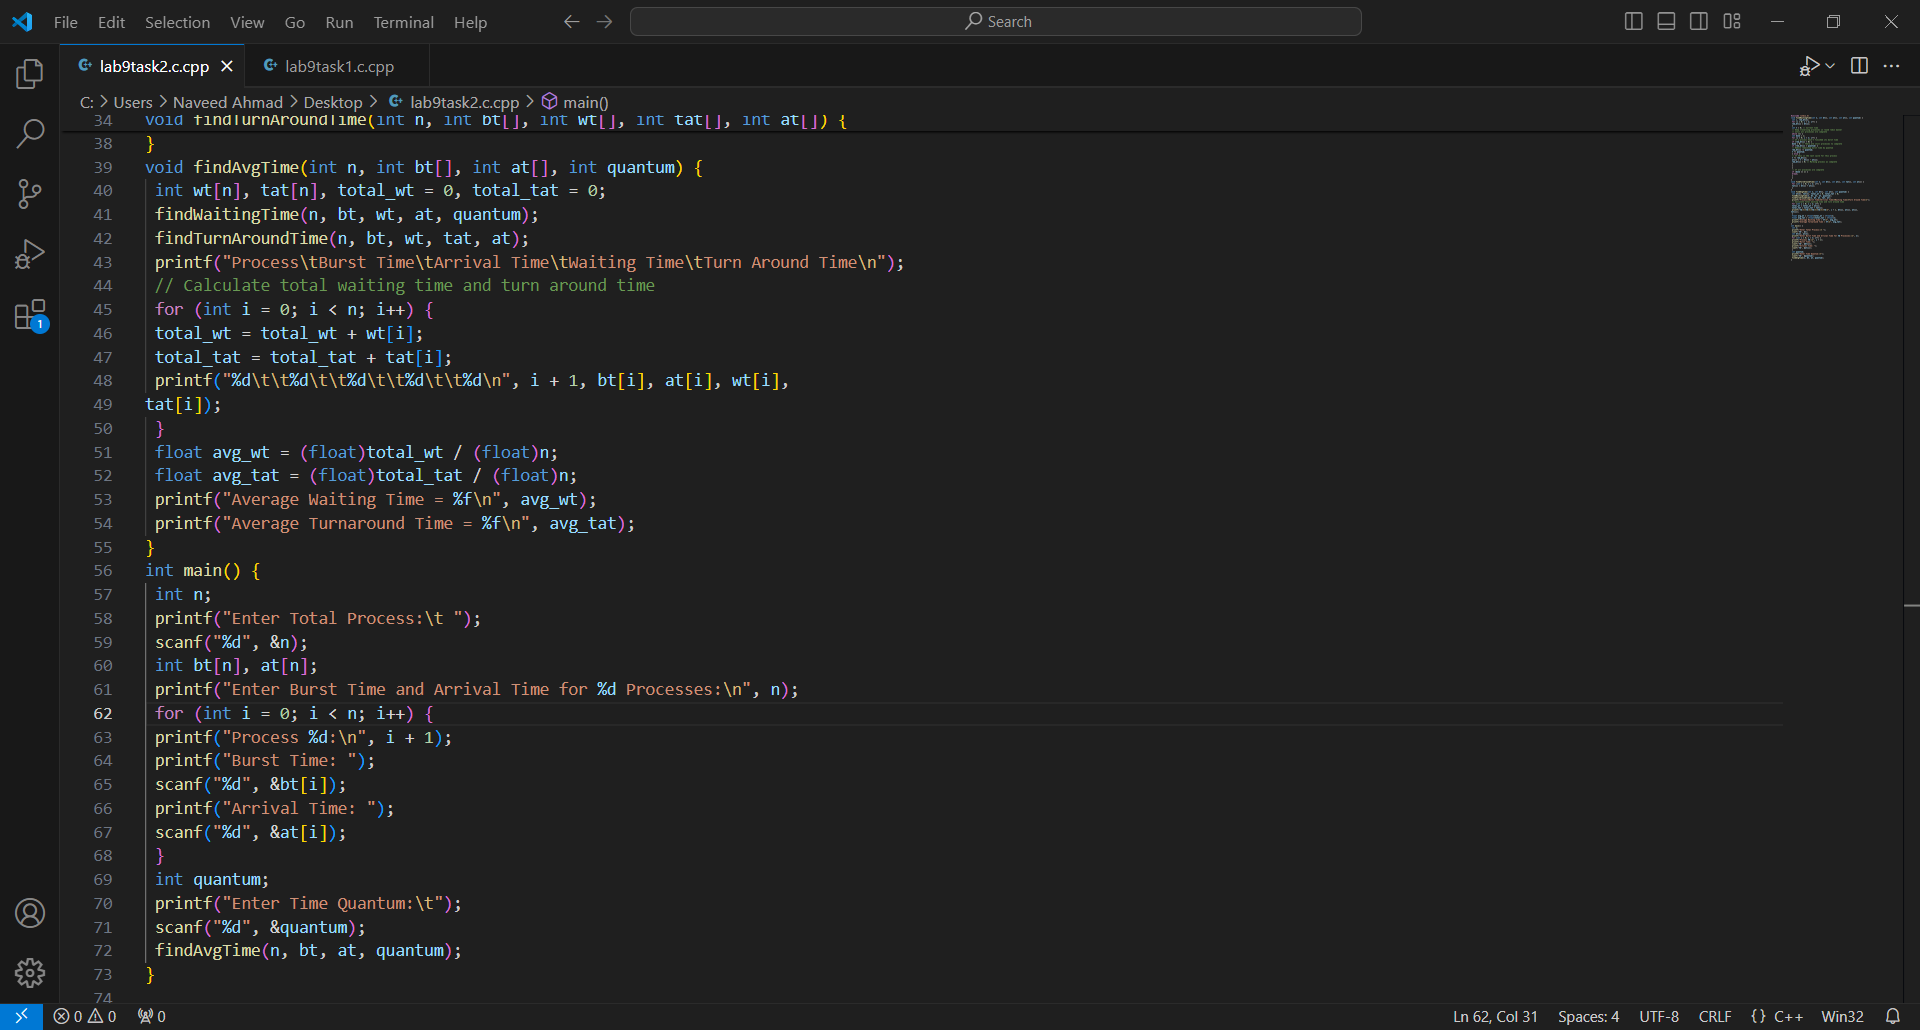 File Edit Selection View Go Run Terminal Help Search
lab9task2.c.cpp lab9task1.c.cpp
C: > Users > Naveed Ahmad > Desktop > lab9task2.c.cpp > main()
34 void findTurnAroundTime(int n, int bt[], int wt[], int tat[], int at[]) {
38 }
39 void findAvgTime(int n, int bt[], int at[], int quantum) {
40 int wt[n], tat[n], total_wt = 0, total_tat = 0;
41 findWaitingTime(n, bt, wt, at, quantum);
42 findTurnAroundTime(n, bt, wt, tat, at);
43 printf("Process\tBurst Time\tArrival Time\tWaiting Time\tTurn Around Time\n");
44 // Calculate total waiting time and turn around time
45 for (int i = 0; i < n; i++) {
46 total_wt = total_wt + wt[i];
47 total_tat = total_tat + tat[i];
48 printf("%d\t\t%d\t\t%d\t\t%d\t\t%d\n", i + 1, bt[i], at[i], wt[i],
49 tat[i]);
50 }
51 float avg_wt = (float)total_wt / (float)n;
52 float avg_tat = (float)total_tat / (float)n;
53 printf("Average Waiting Time = %f\n", avg_wt);
54 printf("Average Turnaround Time = %f\n", avg_tat);
55 }
56 int main() {
57 int n;
58 printf("Enter Total Process:\t ");
59 scanf("%d", &n);
60 int bt[n], at[n];
61 printf("Enter Burst Time and Arrival Time for %d Processes:\n", n);
62 for (int i = 0; i < n; i++) {
63 printf("Process %d:\n", i + 1);
64 printf("Burst Time: ");
65 scanf("%d", &bt[i]);
66 printf("Arrival Time: ");
67 scanf("%d", &at[i]);
68 }
69 int quantum;
70 printf("Enter Time Quantum:\t");
71 scanf("%d", &quantum);
72 findAvgTime(n, bt, at, quantum);
73 }
74
1
0 0 0 Ln 62, Col 31 Spaces: 4 UTF-8 CRLF {} C++ Win32